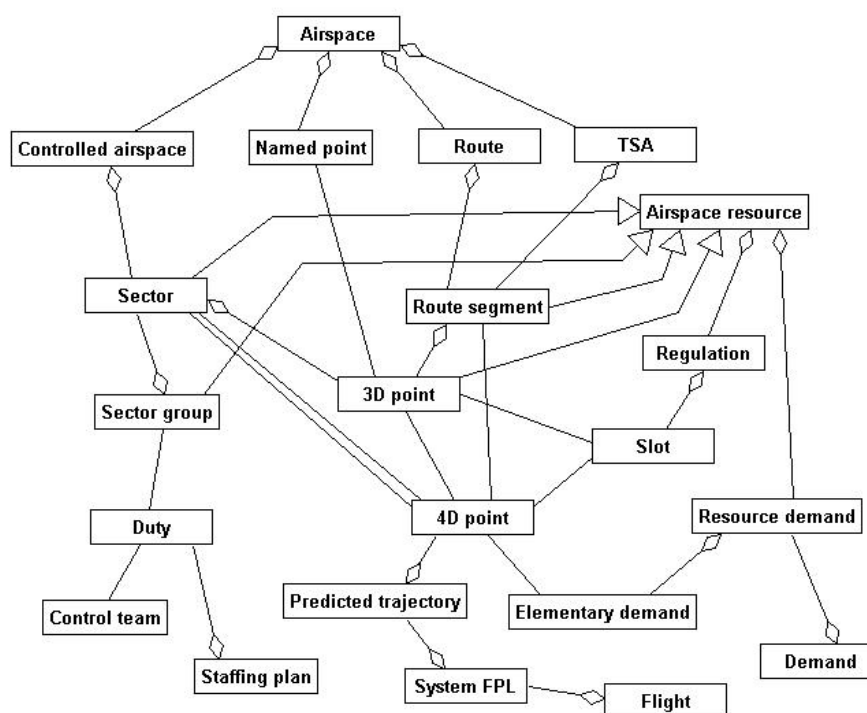 Airspace
Controlled airspace
Named point
Route
TSA
Airspace resource
Sector
Route segment
Regulation
3D point
Sector group
Slot
4D point
Resource demand
Duty
Predicted trajectory
Elementary demand
Control team
Staffing plan
System FPL
Flight
Demand